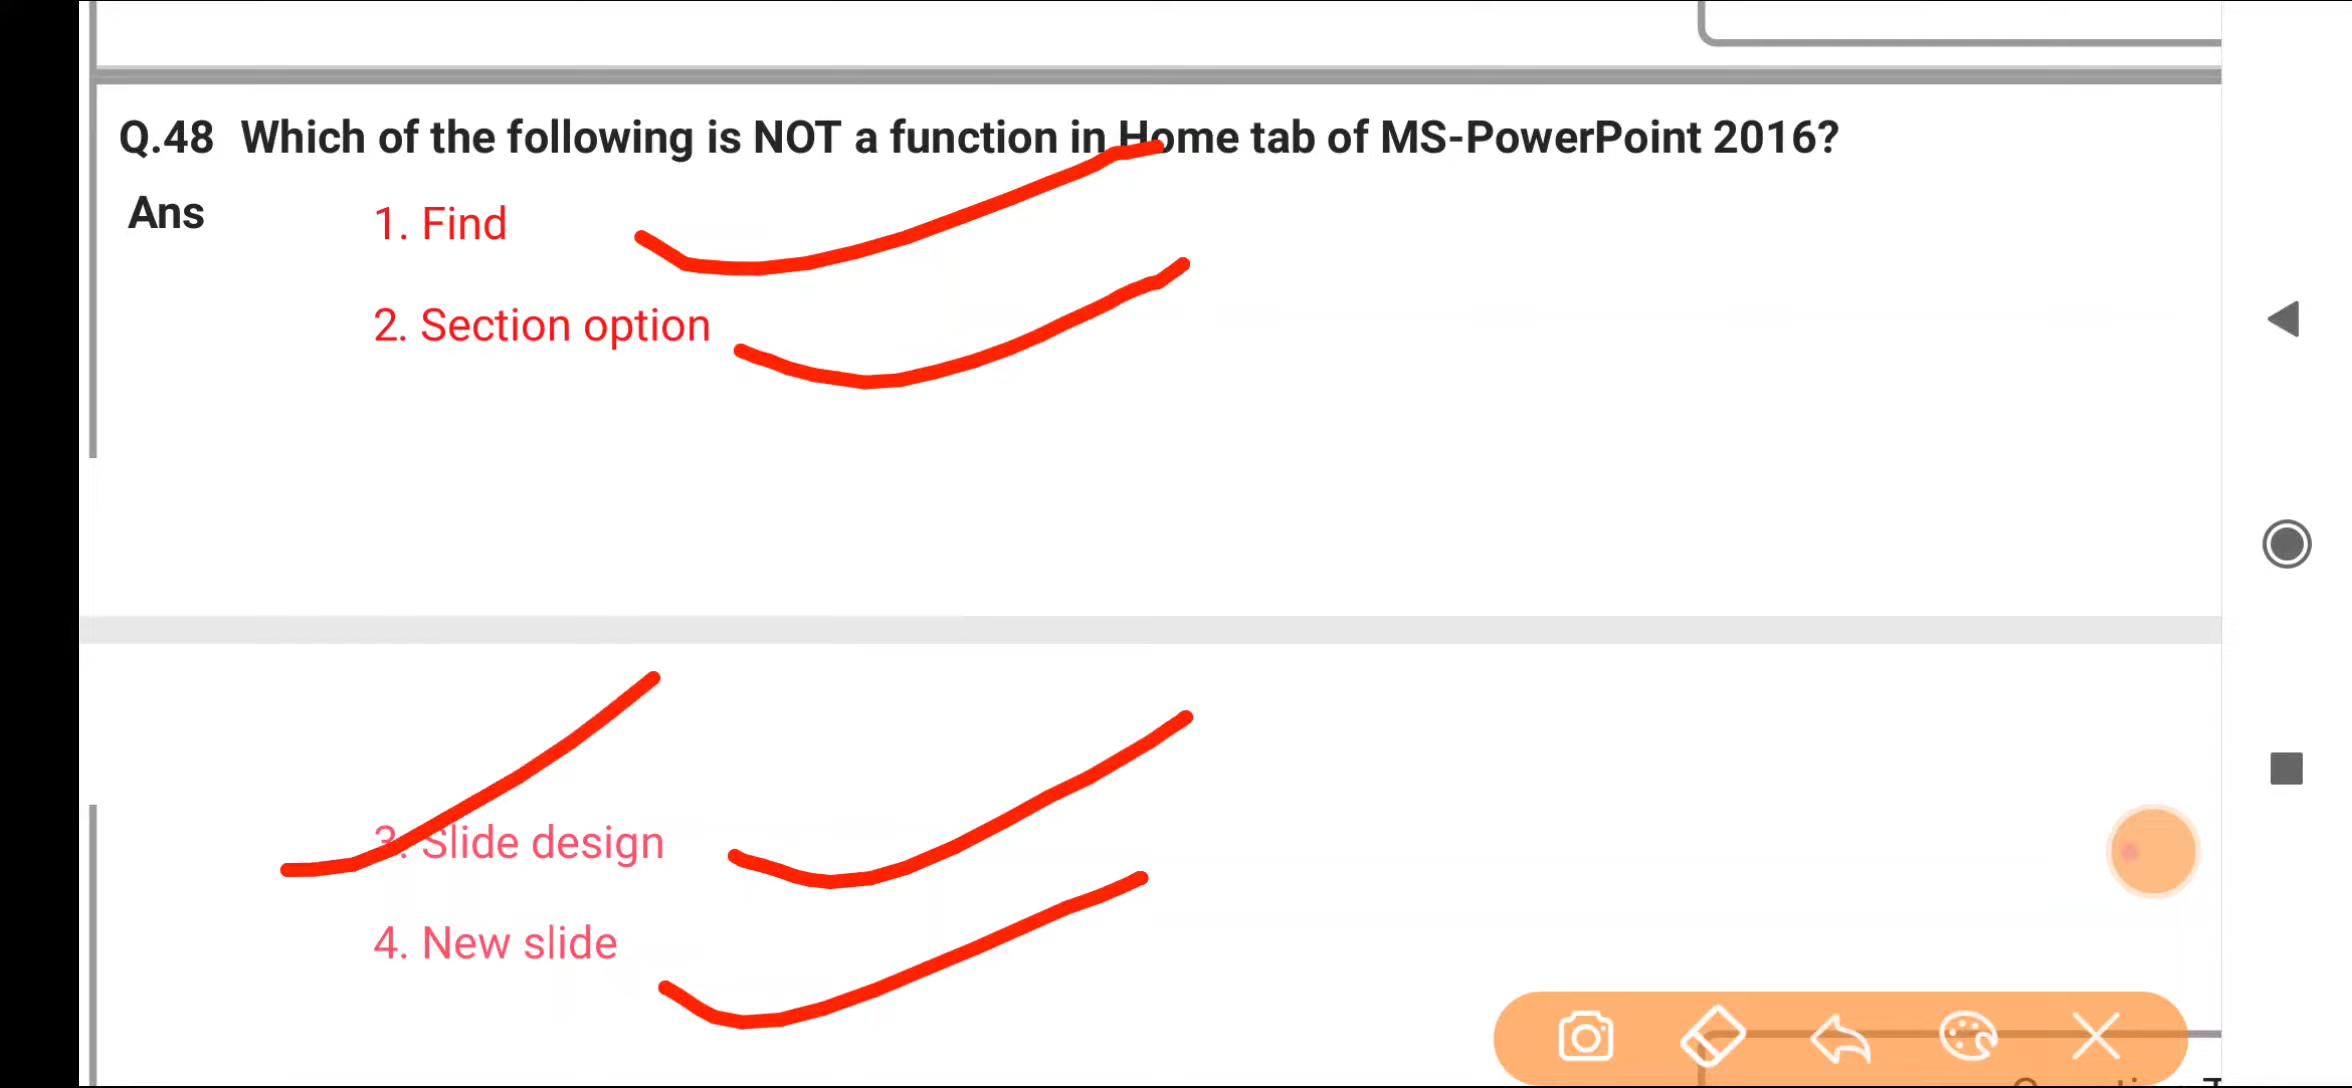 Q.48 Which of the following is NOT a function in Home tab of MS-PowerPoint 2016?
Ans 1. Find
2. Section option
3. Slide design
4. New slide